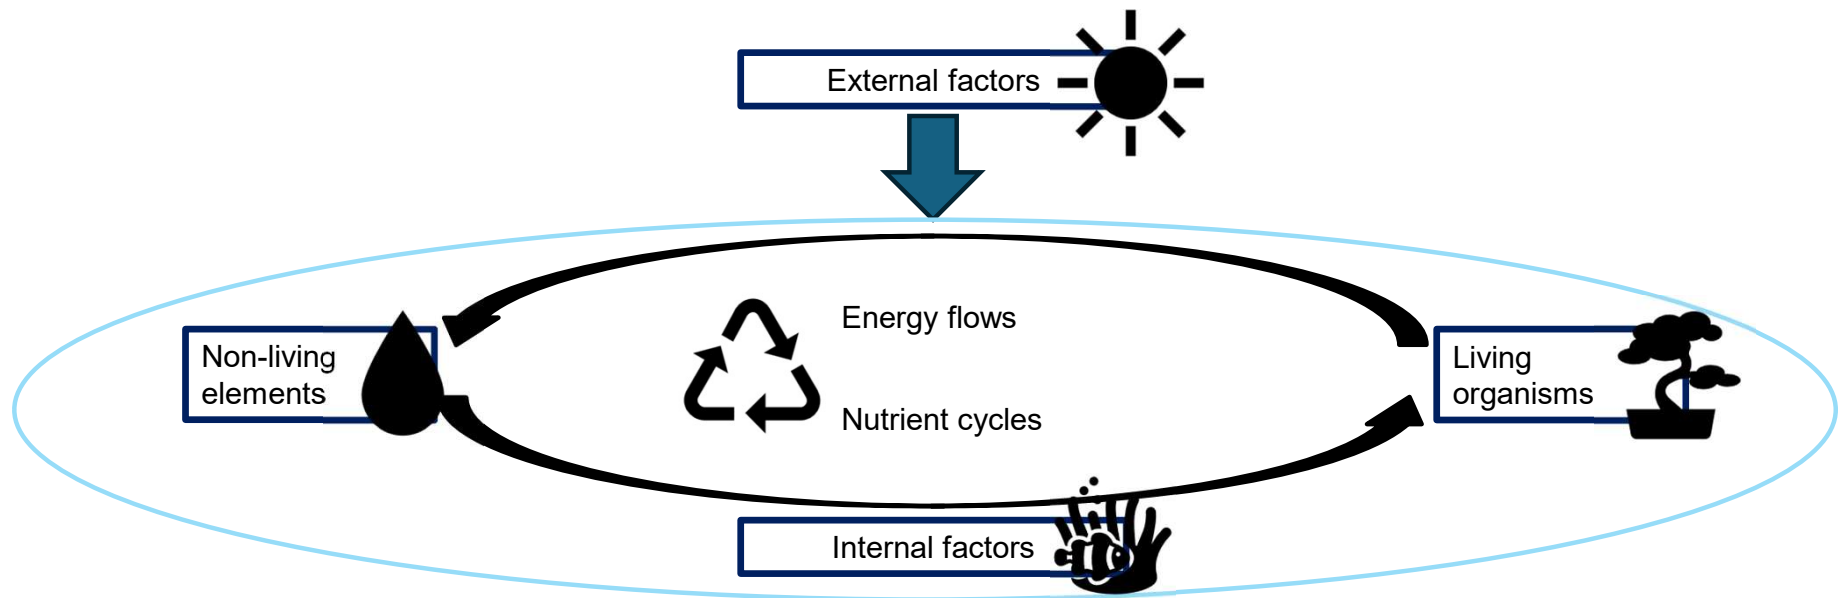 External factors
Energy flows
Non-living
elements
Living
organisms
Nutrient cycles
Internal factors